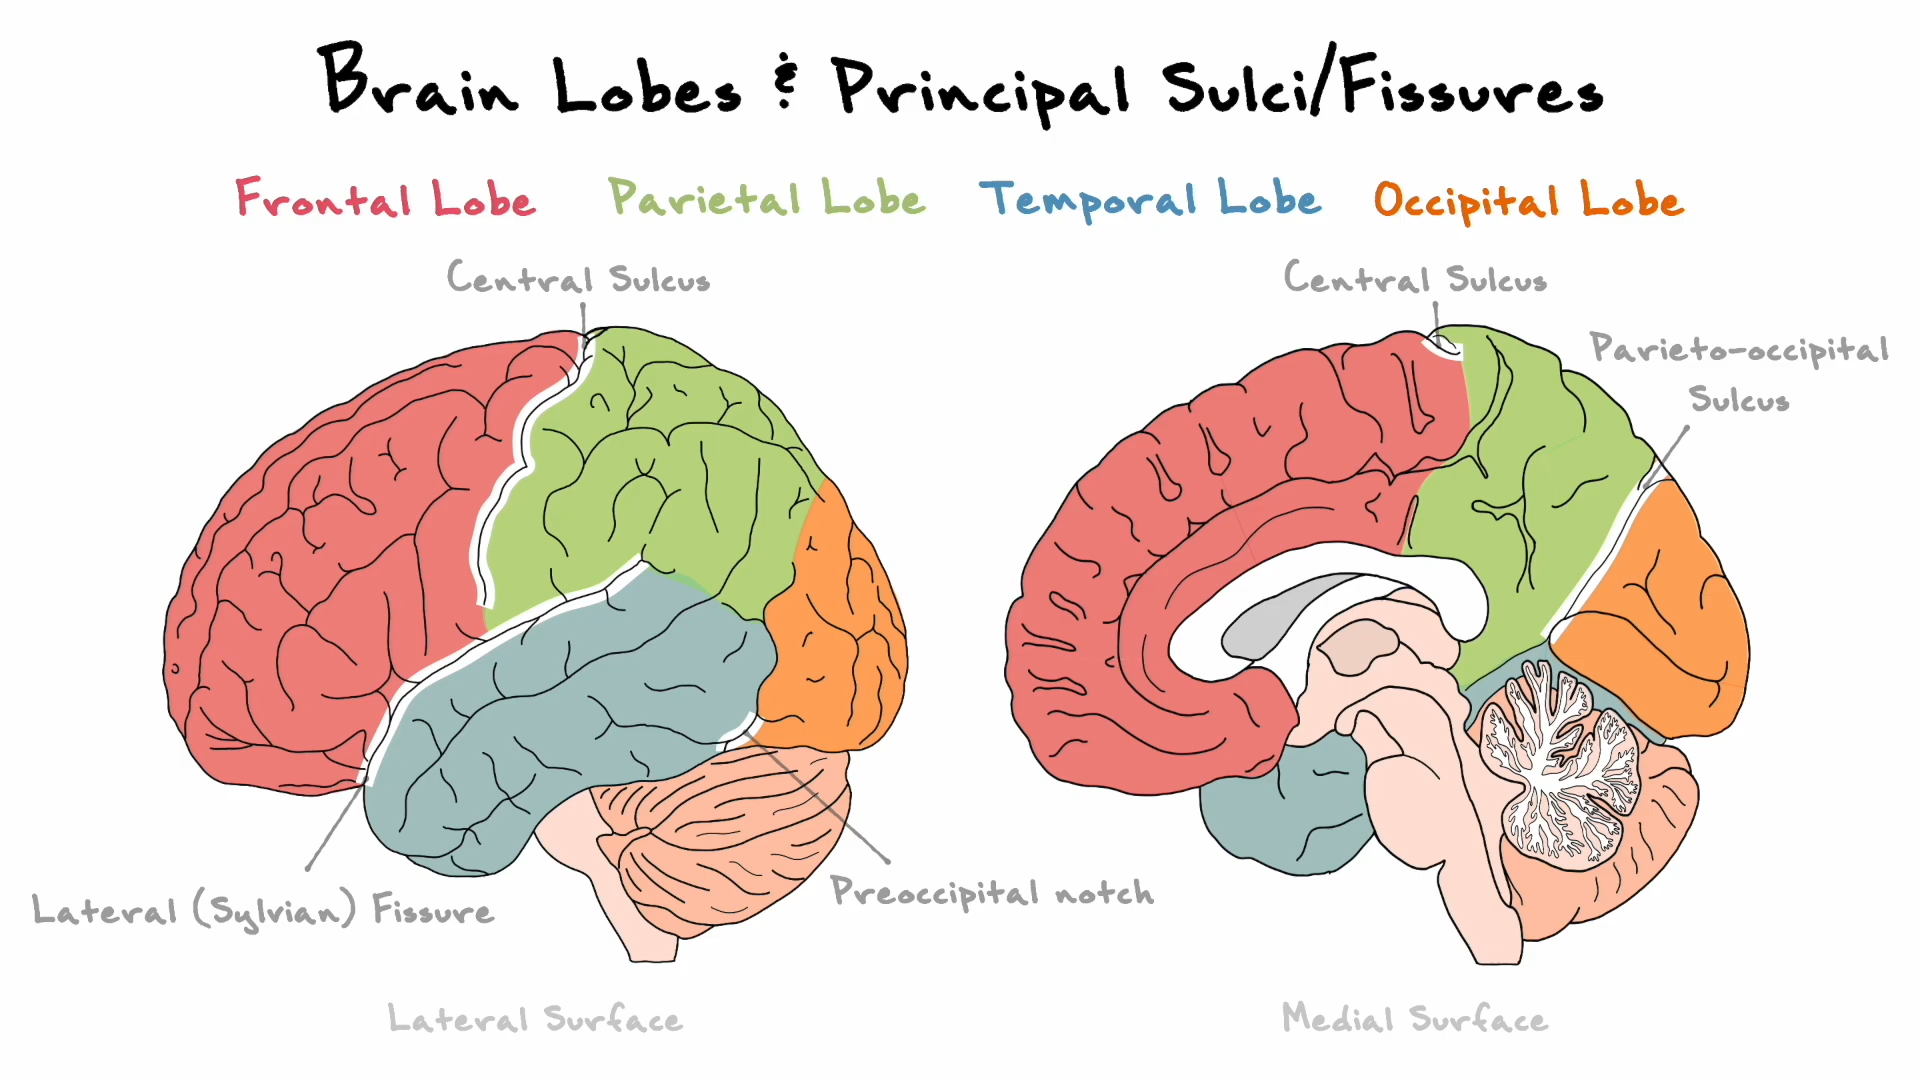 Brain Lobes & Principal Sulci/Fissures
Frontal Lobe Parietal Lobe Temporal Lobe Occipital Lobe
Central Sulcus
Central Sulcus
Parieto-occipital
Sulcus
Lateral (Sylvian) Fissure
Preoccipital notch
Lateral Surface
Medial Surface